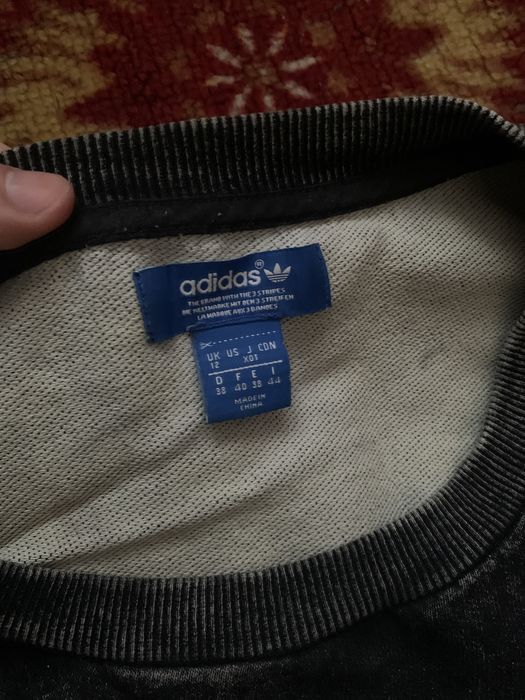 adidas®
THE BRAND WITH THE 3 STRIPES
DIE WELTMARKE MIT DEN 3 STREIFEN
LA MARQUE AUX 3 BANDES
UK US J CDN
12 XOT
D F E I
38 40 38 44
MADE IN
CHINA